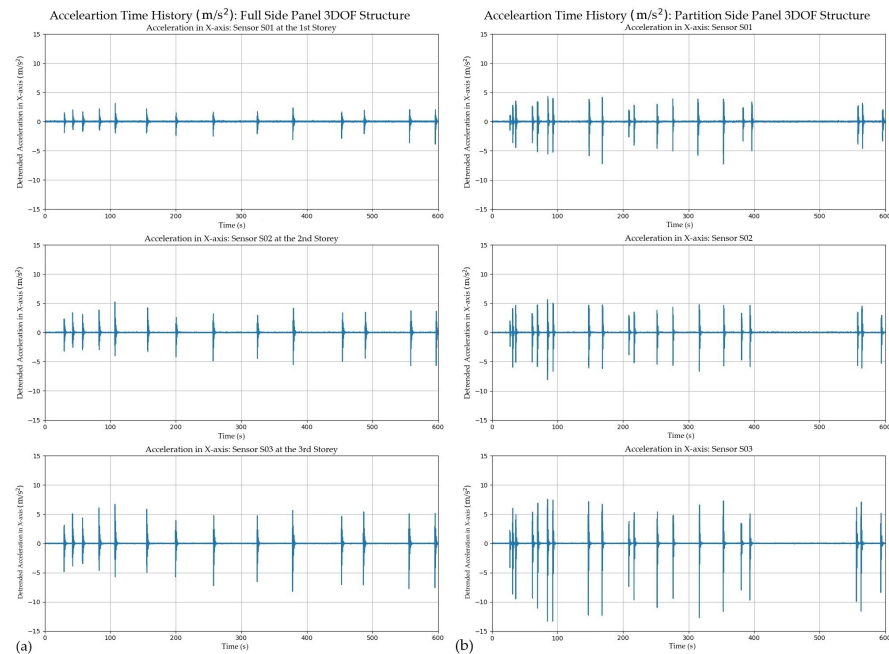 Acceleartion Time History (m/s²): Full Side Panel 3DOF Structure
Acceleration in X-axis: Sensor S01 at the 1st Storey
Detrended Acceleration in X-axis (m/s²)
15
10
5
0
−5
−10
−15
0 100 200 300 400 500 600
Time (s)
Acceleration in X-axis: Sensor S02 at the 2nd Storey
Detrended Acceleration in X-axis (m/s²)
15
10
5
0
−5
−10
−15
0 100 200 300 400 500 600
Time (s)
Acceleration in X-axis: Sensor S03 at the 3rd Storey
Detrended Acceleration in X-axis (m/s²)
15
10
5
0
−5
−10
−15
0 100 200 300 400 500 600
Time (s)
(a)
Acceleartion Time History (m/s²): Partition Side Panel 3DOF Structure
Acceleration in X-axis: Sensor S01
Detrended Acceleration in X-axis (m/s²)
15
10
5
0
−5
−10
−15
0 100 200 300 400 500 600
Time (s)
Acceleration in X-axis: Sensor S02
Detrended Acceleration in X-axis (m/s²)
15
10
5
0
−5
−10
−15
0 100 200 300 400 500 600
Time (s)
Acceleration in X-axis: Sensor S03
Detrended Acceleration in X-axis (m/s²)
15
10
5
0
−5
−10
−15
0 100 200 300 400 500 600
Time (s)
(b)